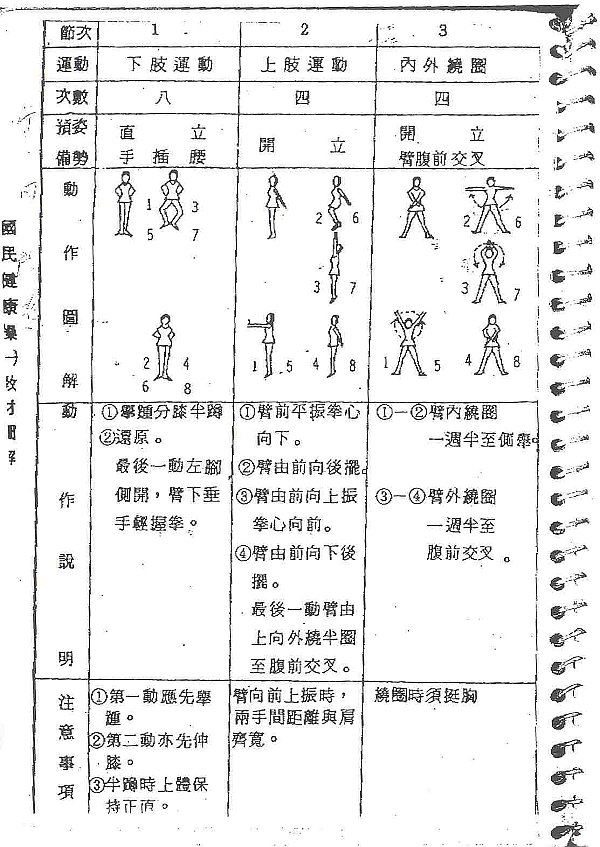 國民健康操(一)教材圖解
節次 1 2 3
運動 下肢運動 上肢運動 內外繞圈
次數 八 四 四
預備姿勢
直立
手插腰
開立
開立
臂腹前交叉
動作圖解
1 3
5 7
2 4
6 8
2 6
3 7
1 5 4 8
2 6
3 7
1 5 4 8
動作說明
①舉踵分膝半蹲
②還原。
最後一動左腳
側開,臂下垂
手輕握拳。
①臂前平振拳心
向下。
②臂由前向後擺。
③臂由前向上振
拳心向前。
④臂由前向下後
擺。
最後一動臂由
上向外繞半圈
至腹前交叉。
①-②臂內繞圈
一週半至側舉。
③-④臂外繞圈
一週半至
腹前交叉。
注意事項
①第一動應先舉
踵。
②第二動亦先伸
膝。
③半蹲時上體保
持正直。
臂向前上振時,
兩手間距離與肩
齊寬。
繞圈時須挺胸